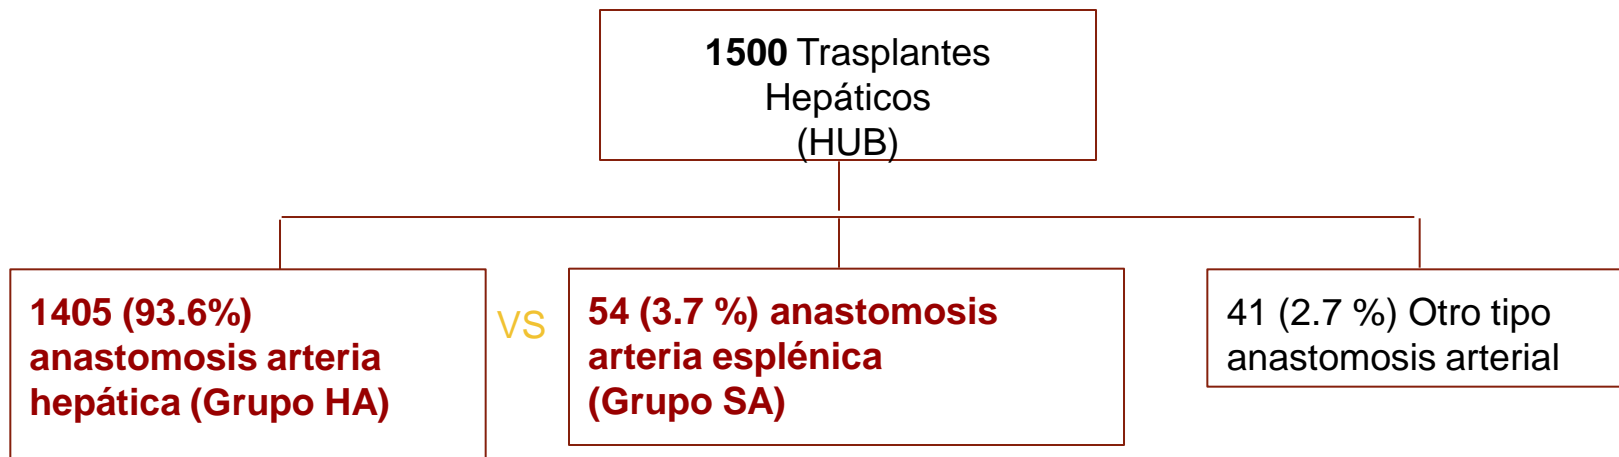 1500 Trasplantes
Hepáticos
(HUB)
1405 (93.6%)
anastomosis arteria
hepática (Grupo HA)
VS
54 (3.7 %) anastomosis
arteria esplénica
(Grupo SA)
41 (2.7 %) Otro tipo
anastomosis arterial